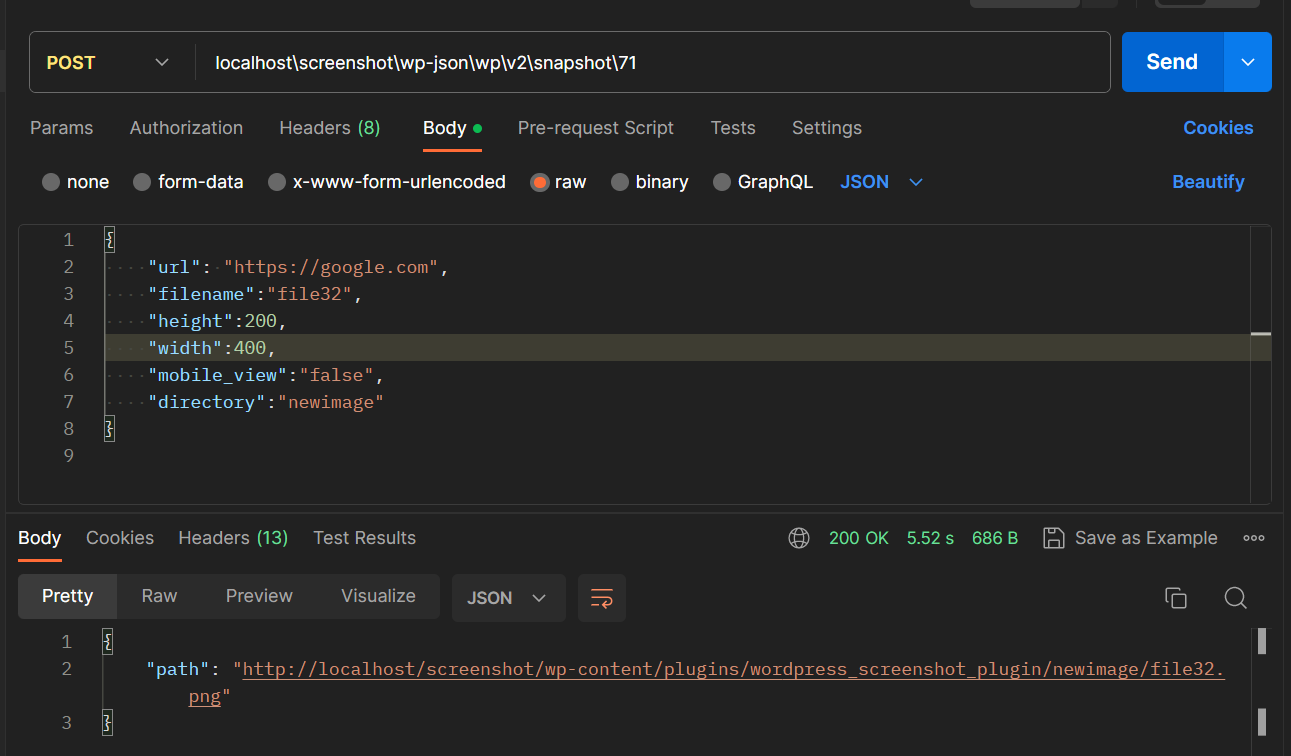 POST localhost\screenshot\wp-json\wp\v2\snapshot\71 Send
Params Authorization Headers (8) Body Pre-request Script Tests Settings Cookies
none form-data x-www-form-urlencoded raw binary GraphQL JSON Beautify
1 {
2 "url": "https://google.com",
3 "filename":"file32",
4 "height":200,
5 "width":400,
6 "mobile_view":"false",
7 "directory":"newimage"
8 }
9
Body Cookies Headers (13) Test Results 200 OK 5.52 s 686 B Save as Example
Pretty Raw Preview Visualize JSON
1 {
2 "path": "http://localhost/screenshot/wp-content/plugins/wordpress_screenshot_plugin/newimage/file32.
png"
3 }